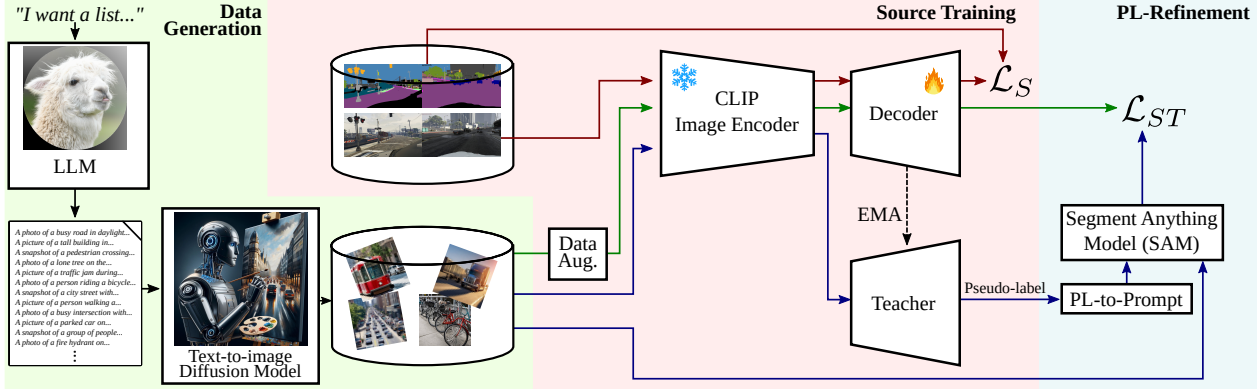 "I want a list..."
Data
Generation
Source Training
PL-Refinement
LLM
CLIP
Image Encoder
Decoder
ℒ_S
ℒ_ST
A photo of a busy road in daylight...
A picture of a tall building in...
A snapshot of a pedestrian crossing...
A photo of a lone tree on the...
A picture of a traffic jam during...
A photo of a person riding a bicycle...
A snapshot of a city street with...
A picture of a person walking a...
A photo of a busy intersection with...
A picture of a parked car on...
A snapshot of a group of people...
A photo of a fire hydrant on...
⋮
Text-to-image
Diffusion Model
Data
Aug.
EMA
Teacher
Pseudo-label
PL-to-Prompt
Segment Anything
Model (SAM)